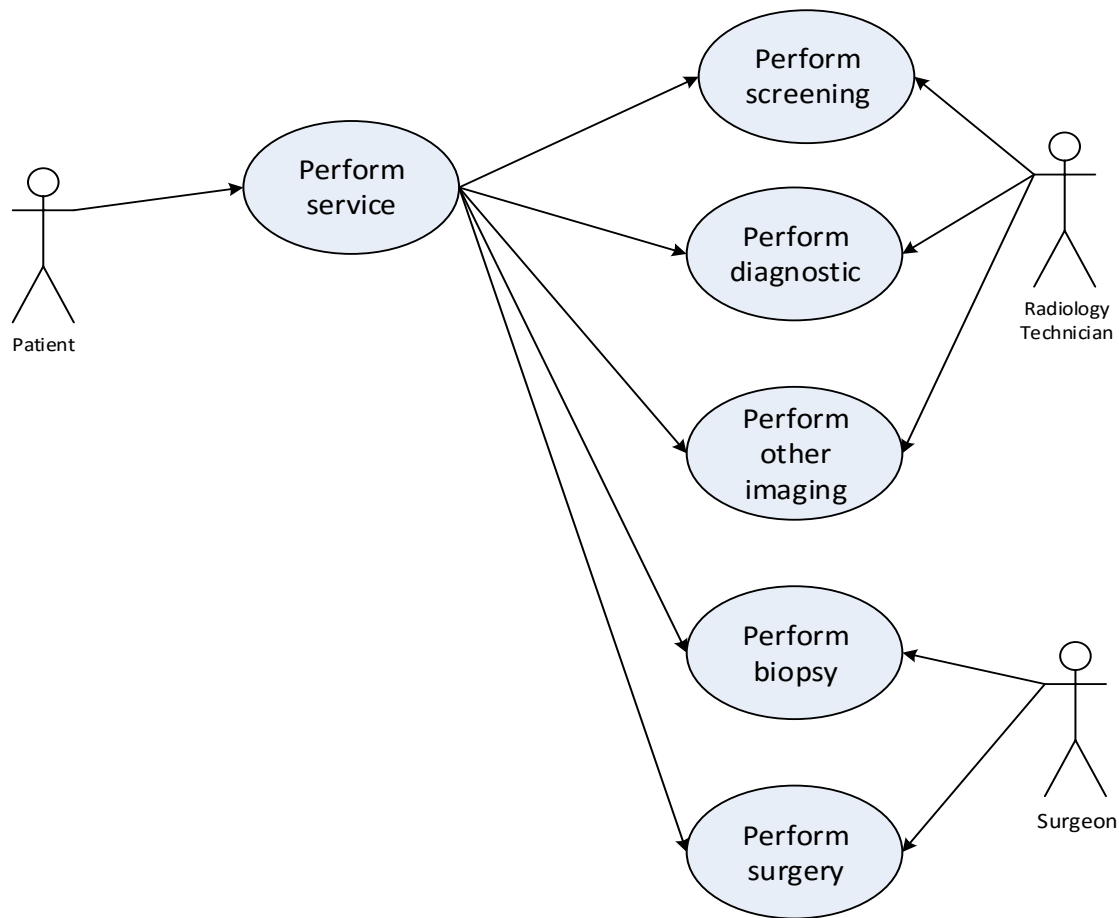 Perform
screening
Perform
service
Perform
diagnostic
Radiology
Technician
Patient
Perform
other
imaging
Perform
biopsy
Surgeon
Perform
surgery